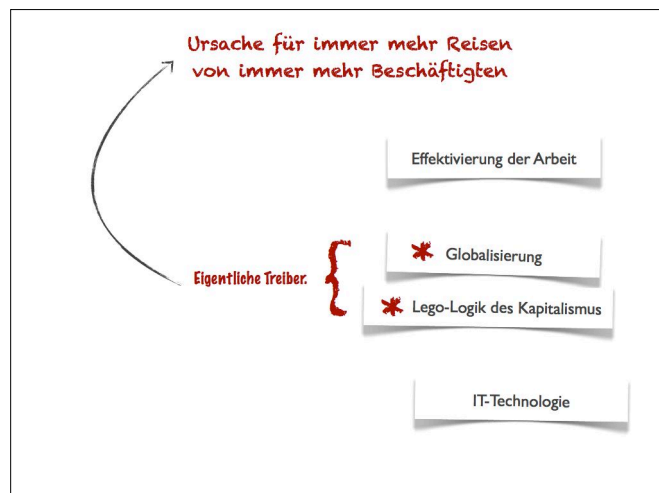 Ursache für immer mehr Reisen
von immer mehr Beschäftigten
Effektivierung der Arbeit
Eigentliche Treiber.
* Globalisierung
* Lego-Logik des Kapitalismus
IT-Technologie